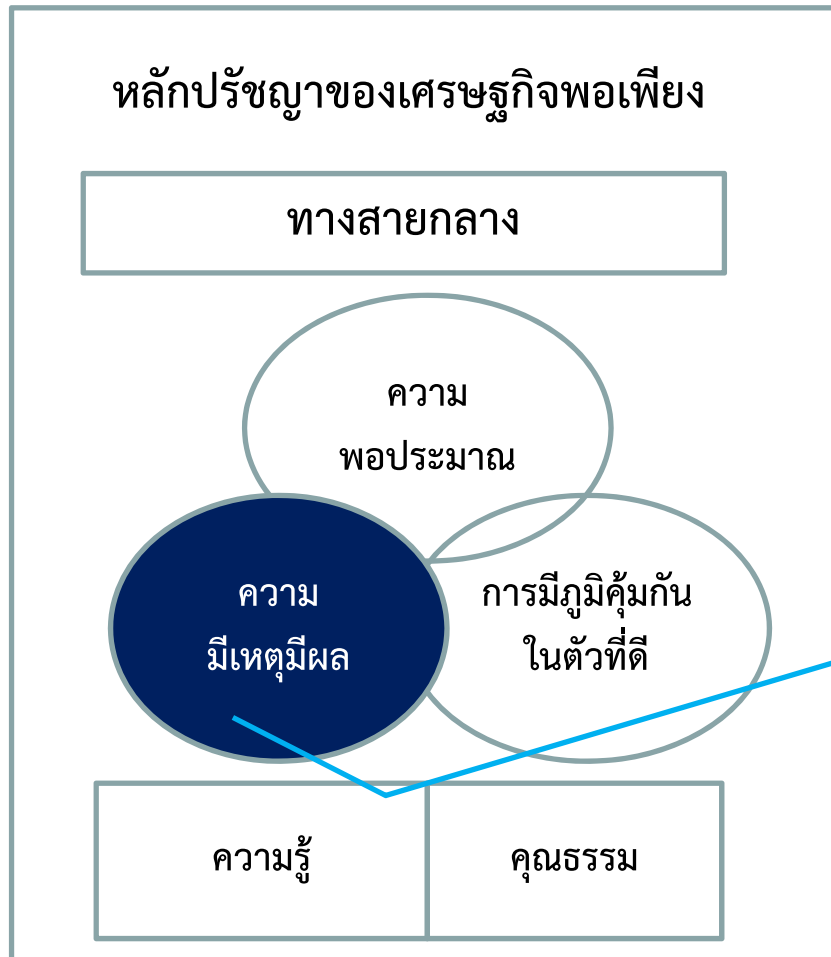 หลักปรัชญาของเศรษฐกิจพอเพียง
ทางสายกลาง
ความ
พอประมาณ
ความ
มีเหตุมีผล
การมีภูมิคุ้มกัน
ในตัวที่ดี
ความรู้
คุณธรรม